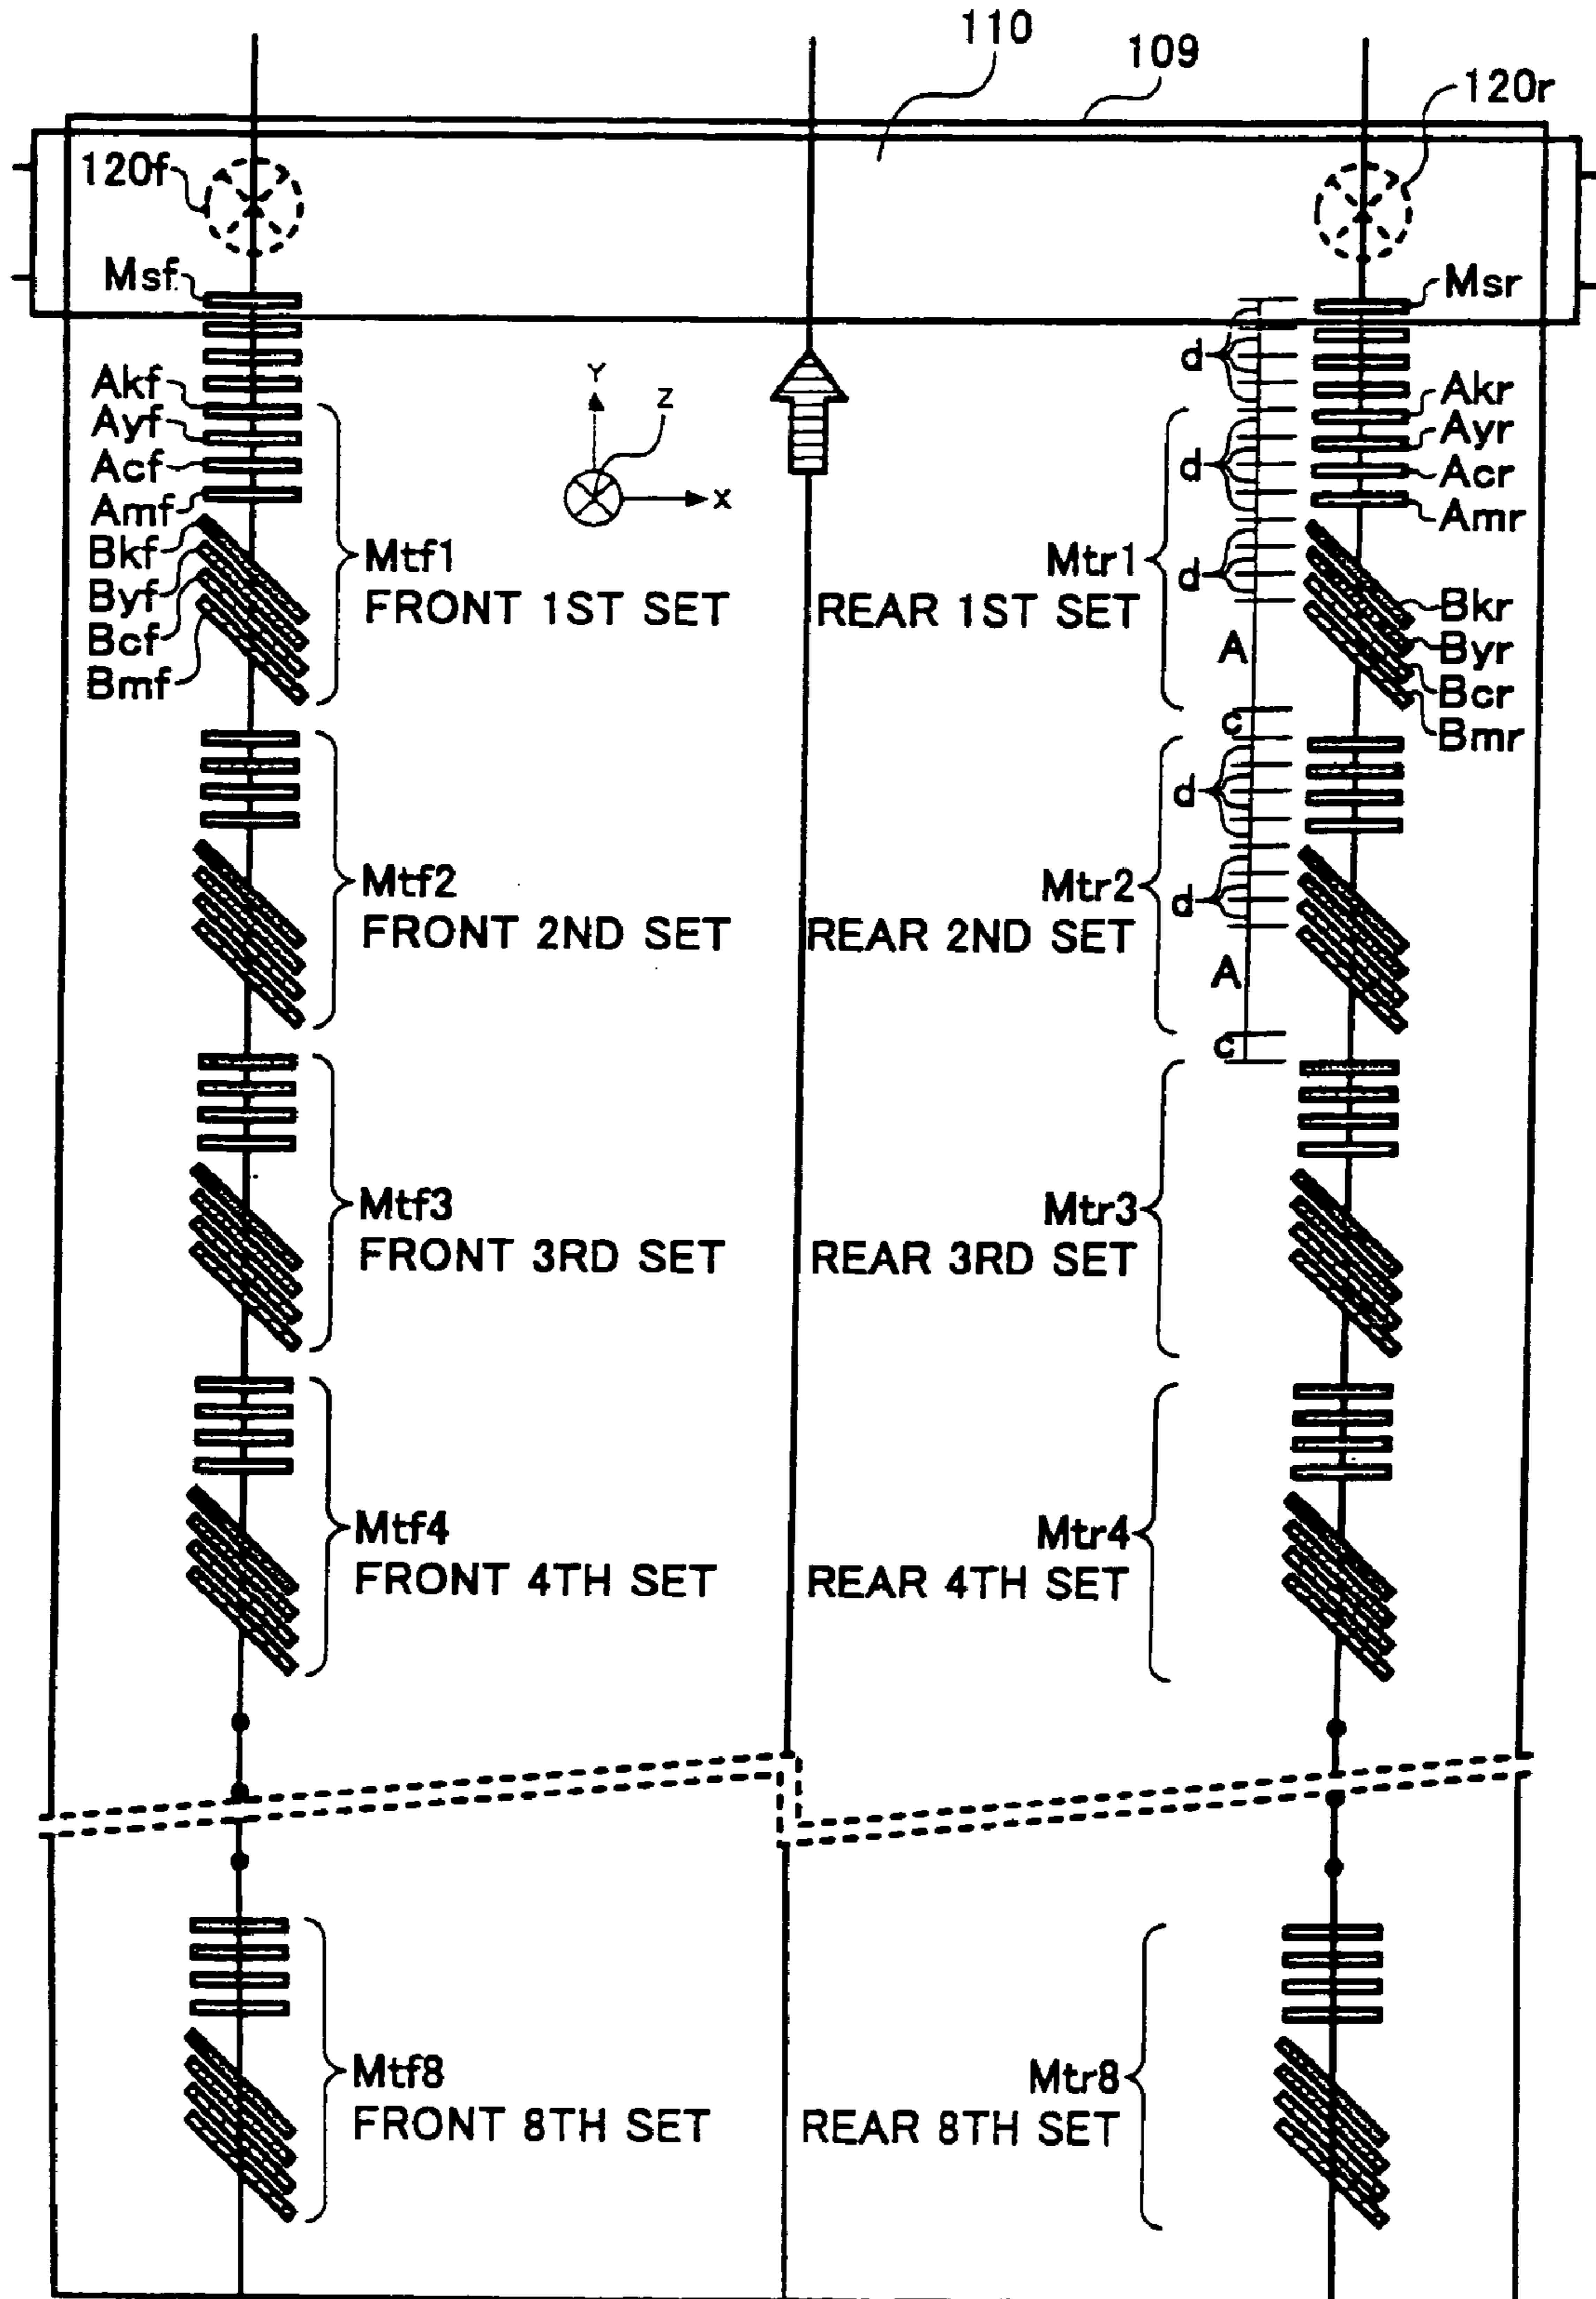 110
109
120r
120f
Msf
Msr
Akf
Ayf
Acf
Amf
Bkf
Byf
Bcf
Bmf
Y
Z
X
d
d
d
A
c
d
d
A
c
Akr
Ayr
Acr
Amr
Bkr
Byr
Bcr
Bmr
Mtf1
FRONT 1ST SET
Mtr1
REAR 1ST SET
Mtf2
FRONT 2ND SET
Mtr2
REAR 2ND SET
Mtf3
FRONT 3RD SET
Mtr3
REAR 3RD SET
Mtf4
FRONT 4TH SET
Mtr4
REAR 4TH SET
Mtf8
FRONT 8TH SET
Mtr8
REAR 8TH SET